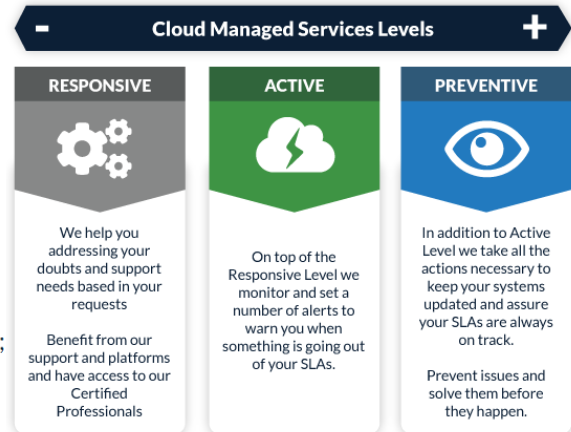 - Cloud Managed Services Levels +
RESPONSIVE
We help you
addressing your
doubts and support
needs based in your
requests
Benefit from our
support and platforms
and have access to our
Certified
Professionals
ACTIVE
On top of the
Responsive Level we
monitor and set a
number of alerts to
warn you when
something is going out
of your SLAs.
PREVENTIVE
In addition to Active
Level we take all the
actions necessary to
keep your systems
updated and assure
your SLAs are always
on track.
Prevent issues and
solve them before
they happen.
;